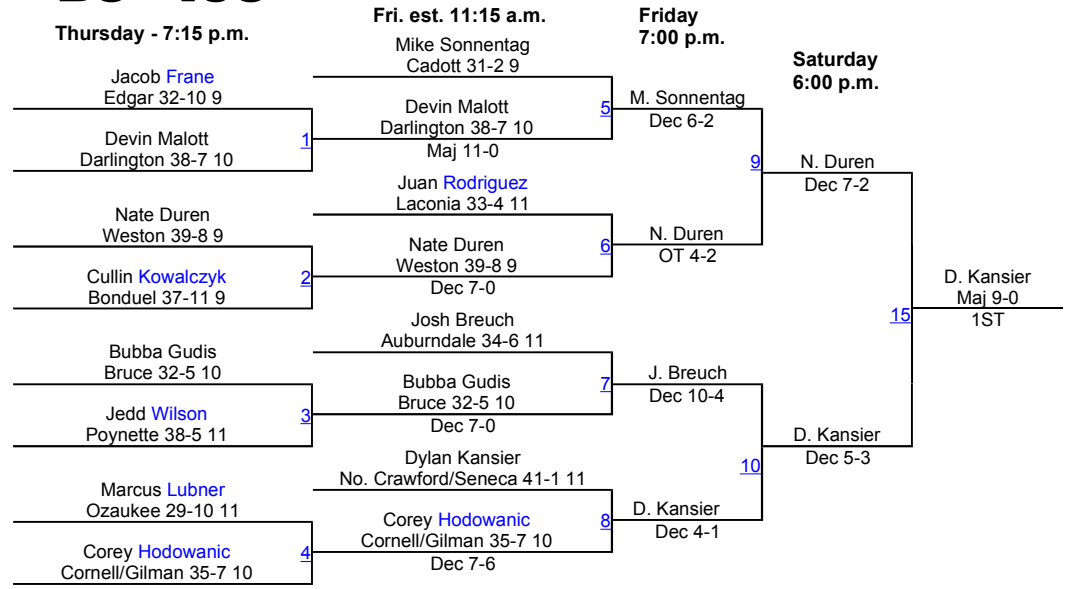 Thursday - 7:15 p.m.
Jacob Frane
Edgar 32-10 9
Devin Malott
Darlington 38-7 10
1
Nate Duren
Weston 39-8 9
Cullin Kowalczyk
Bonduel 37-11 9
2
Bubba Gudis
Bruce 32-5 10
Jedd Wilson
Poynette 38-5 11
3
Marcus Lubner
Ozaukee 29-10 11
Corey Hodowanic
Cornell/Gilman 35-7 10
4
Fri. est. 11:15 a.m.
Mike Sonnentag
Cadott 31-2 9
Devin Malott
Darlington 38-7 10
Maj 11-0
5
Juan Rodriguez
Laconia 33-4 11
Nate Duren
Weston 39-8 9
Dec 7-0
6
Josh Breuch
Auburndale 34-6 11
Bubba Gudis
Bruce 32-5 10
Dec 7-0
7
Dylan Kansier
No. Crawford/Seneca 41-1 11
Corey Hodowanic
Cornell/Gilman 35-7 10
Dec 7-6
8
Friday
7:00 p.m.
M. Sonnentag
Dec 6-2
N. Duren
OT 4-2
9
J. Breuch
Dec 10-4
D. Kansier
Dec 4-1
10
Saturday
6:00 p.m.
N. Duren
Dec 7-2
D. Kansier
Dec 5-3
15
D. Kansier
Maj 9-0
1ST